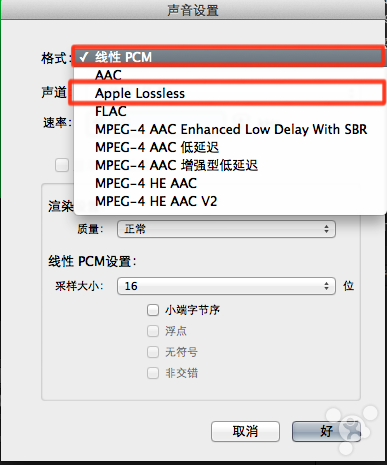 声音设置
格式：
✓ 线性 PCM
AAC
声道
Apple Lossless
FLAC
速率：
MPEG-4 AAC Enhanced Low Delay With SBR
MPEG-4 AAC 低延迟
MPEG-4 AAC 增强型低延迟
MPEG-4 HE AAC
MPEG-4 HE AAC V2
渲染
质量：
正常
线性 PCM设置：
采样大小：
16
位
小端字节序
浮点
无符号
非交错
取消
好